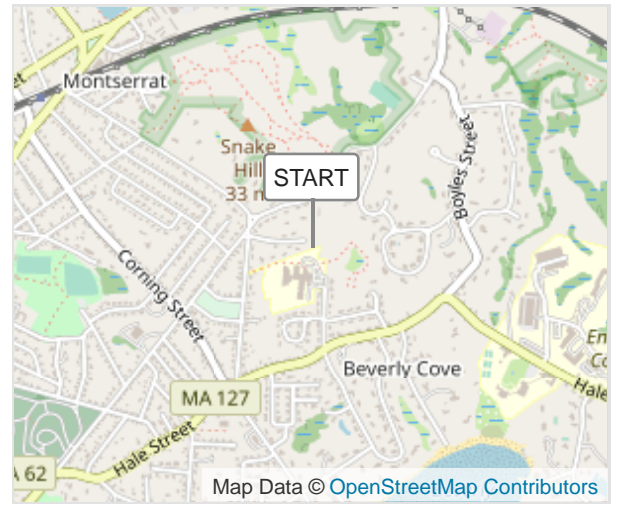 Montserrat
Snake
Hill
START
33 m
Boyles Street
Corning Street
Beverly Cove
MA 127
Hale Street
Hale
62
Map Data © OpenStreetMap Contributors